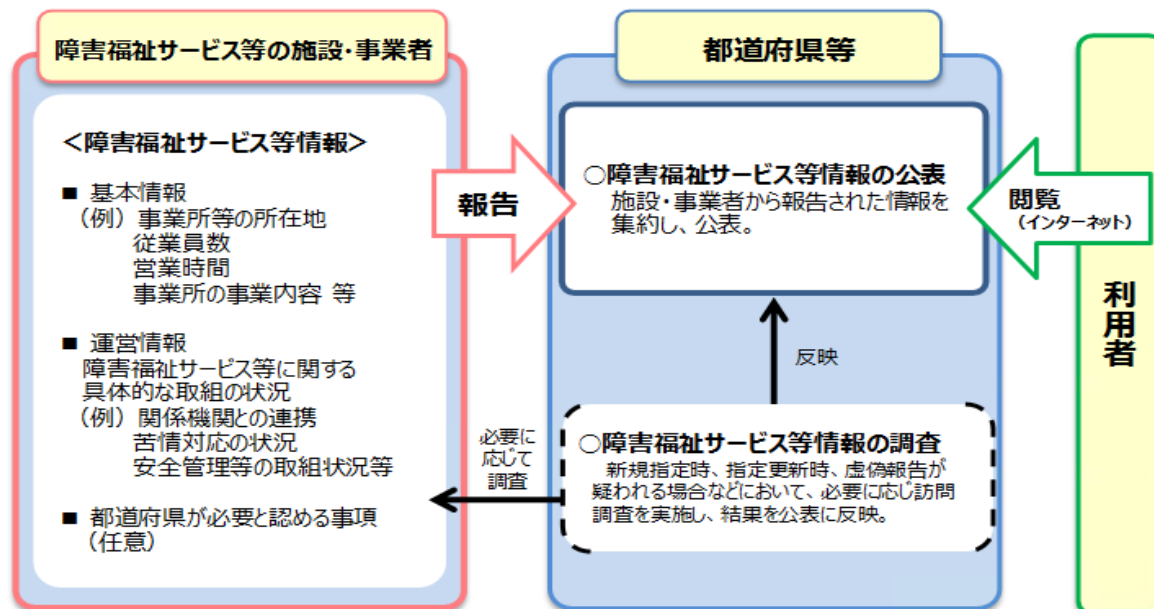 障害福祉サービス等の施設・事業者
＜障害福祉サービス等情報＞
■ 基本情報
（例）事業所等の所在地
従業員数
営業時間
事業所の事業内容 等
■ 運営情報
障害福祉サービス等に関する
具体的な取組の状況
（例）関係機関との連携
苦情対応の状況
安全管理等の取組状況等
■ 都道府県が必要と認める事項
（任意）
報告
必要に
応じて
調査
都道府県等
○障害福祉サービス等情報の公表
施設・事業者から報告された情報を
集約し、公表。
反映
○障害福祉サービス等情報の調査
新規指定時、指定更新時、虚偽報告が
疑われる場合などにおいて、必要に応じ訪問
調査を実施し、結果を公表に反映。
閲覧
（インターネット）
利用者